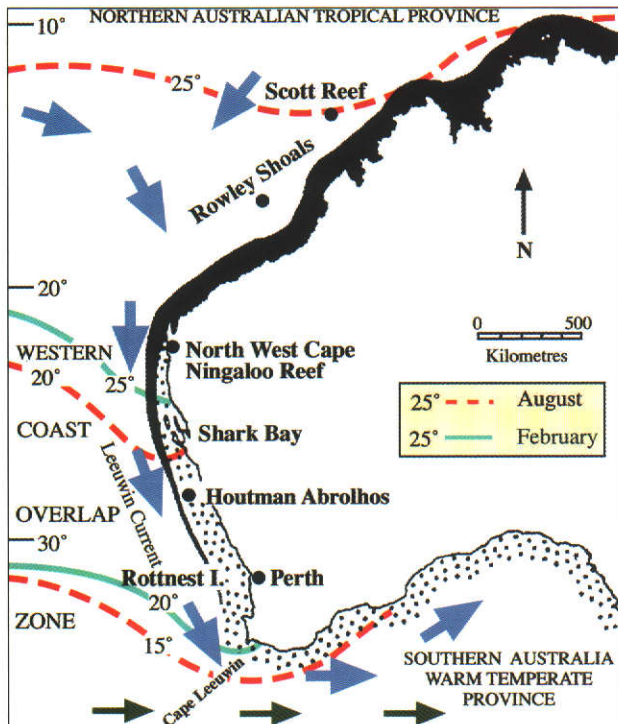 10°
NORTHERN AUSTRALIAN TROPICAL PROVINCE
25°
Scott Reef
Rowley Shoals
N
20°
0 500
Kilometres
WESTERN
North West Cape
Ningaloo Reef
20°
25°
25° August
25° February
COAST
Shark Bay
Leeuwin Current
Houtman Abrolhos
OVERLAP
30°
Rottnest I.
Perth
20°
ZONE
15°
Cape Leeuwin
SOUTHERN AUSTRALIA
WARM TEMPERATE
PROVINCE